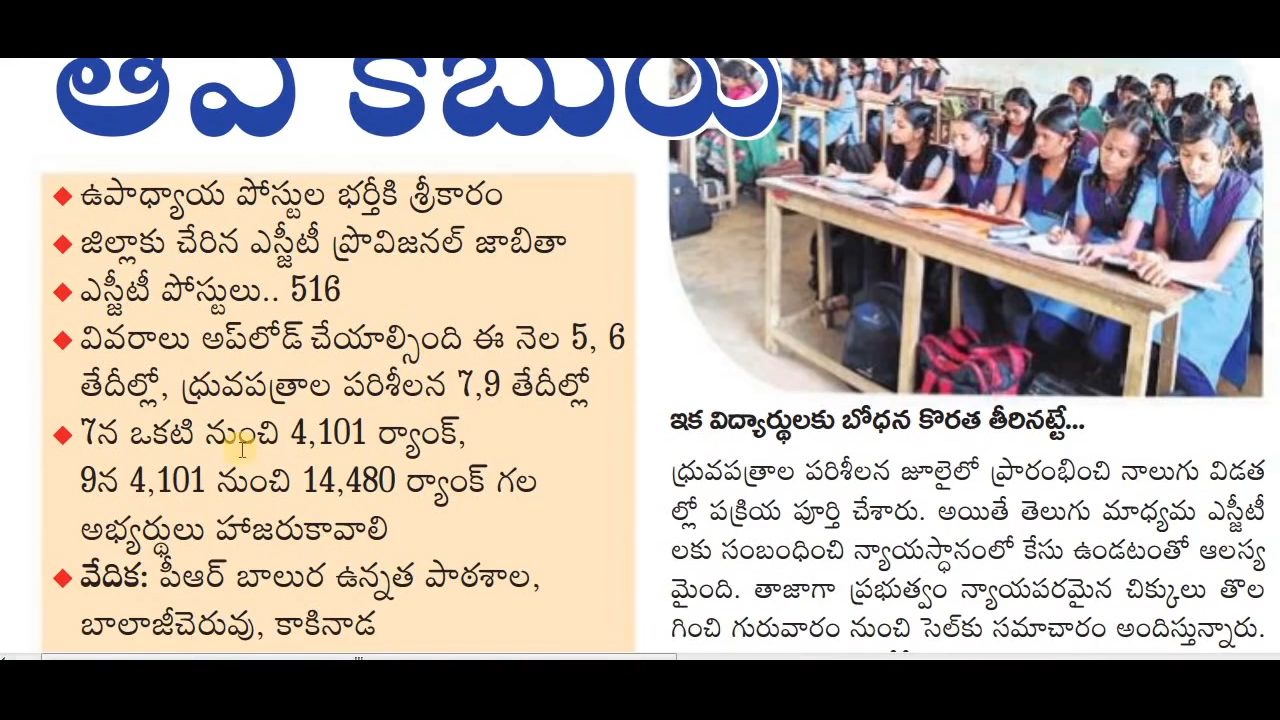 తీపి కబురు
ఉపాధ్యాయ పోస్టుల భర్తీకి శ్రీకారం
జిల్లాకు చేరిన ఎస్జీటీ ప్రొవిజనల్ జాబితా
ఎస్జీటీ పోస్టులు.. 516
వివరాలు అప్‌లోడ్ చేయాల్సింది ఈ నెల 5, 6
తేదీల్లో, ధ్రువపత్రాల పరిశీలన 7,9 తేదీల్లో
7న ఒకటి నుంచి 4,101 ర్యాంక్,
9న 4,101 నుంచి 14,480 ర్యాంక్ గల
అభ్యర్థులు హాజరుకావాలి
వేదిక: పీఆర్ బాలుర ఉన్నత పాఠశాల,
బాలాజీచెరువు, కాకినాడ
ఇక విద్యార్థులకు బోధన కొరత తీరినట్టే...
ధ్రువపత్రాల పరిశీలన జూలైలో ప్రారంభించి నాలుగు విడత
ల్లో పక్రియ పూర్తి చేశారు. అయితే తెలుగు మాధ్యమ ఎస్జీటీ
లకు సంబంధించి న్యాయస్థానంలో కేసు ఉండటంతో ఆలస్య
మైంది. తాజాగా ప్రభుత్వం న్యాయపరమైన చిక్కులు తొల
గించి గురువారం నుంచి సెల్‌కు సమాచారం అందిస్తున్నారు.